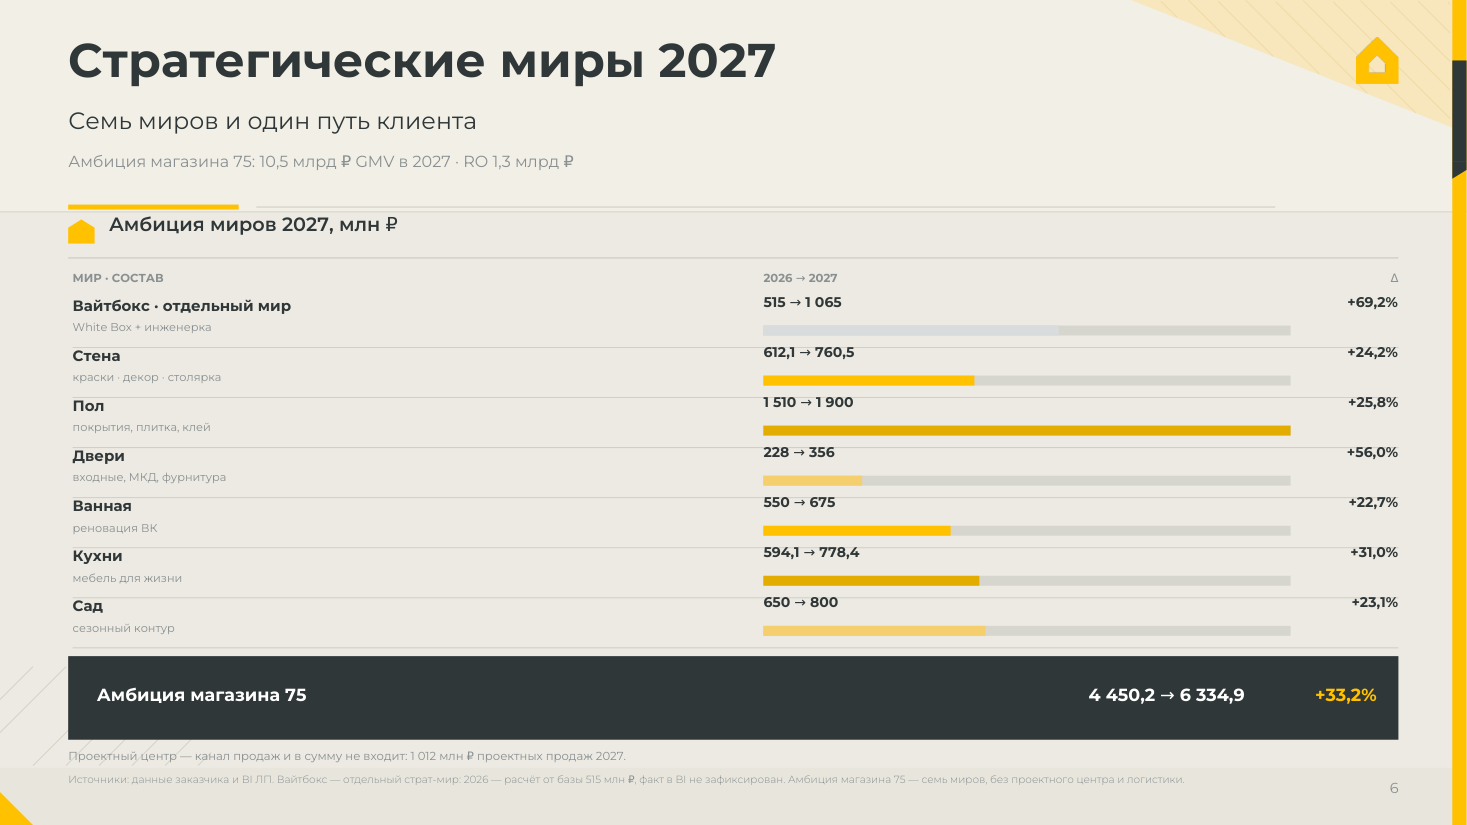 Стратегические миры 2027
Семь миров и один путь клиента
Амбиция магазина 75: 10,5 млрд ₽ GMV в 2027 · RO 1,3 млрд ₽
Амбиция миров 2027, млн ₽
МИР · СОСТАВ 2026 → 2027 Δ
Вайтбокс · отдельный мир 515 → 1 065 +69,2%
White Box + инженерка
Стена 612,1 → 760,5 +24,2%
краски · декор · столярка
Пол 1 510 → 1 900 +25,8%
покрытия, плитка, клей
Двери 228 → 356 +56,0%
входные, МКД, фурнитура
Ванная 550 → 675 +22,7%
реновация ВК
Кухни 594,1 → 778,4 +31,0%
мебель для жизни
Сад 650 → 800 +23,1%
сезонный контур
Амбиция магазина 75 4 450,2 → 6 334,9 +33,2%
Проектный центр — канал продаж и в сумму не входит: 1 012 млн ₽ проектных продаж 2027.
Источники: данные заказчика и BI ЛП. Вайтбокс — отдельный страт-мир: 2026 — расчёт от базы 515 млн ₽, факт в BI не зафиксирован. Амбиция магазина 75 — семь миров, без проектного центра и логистики.
6